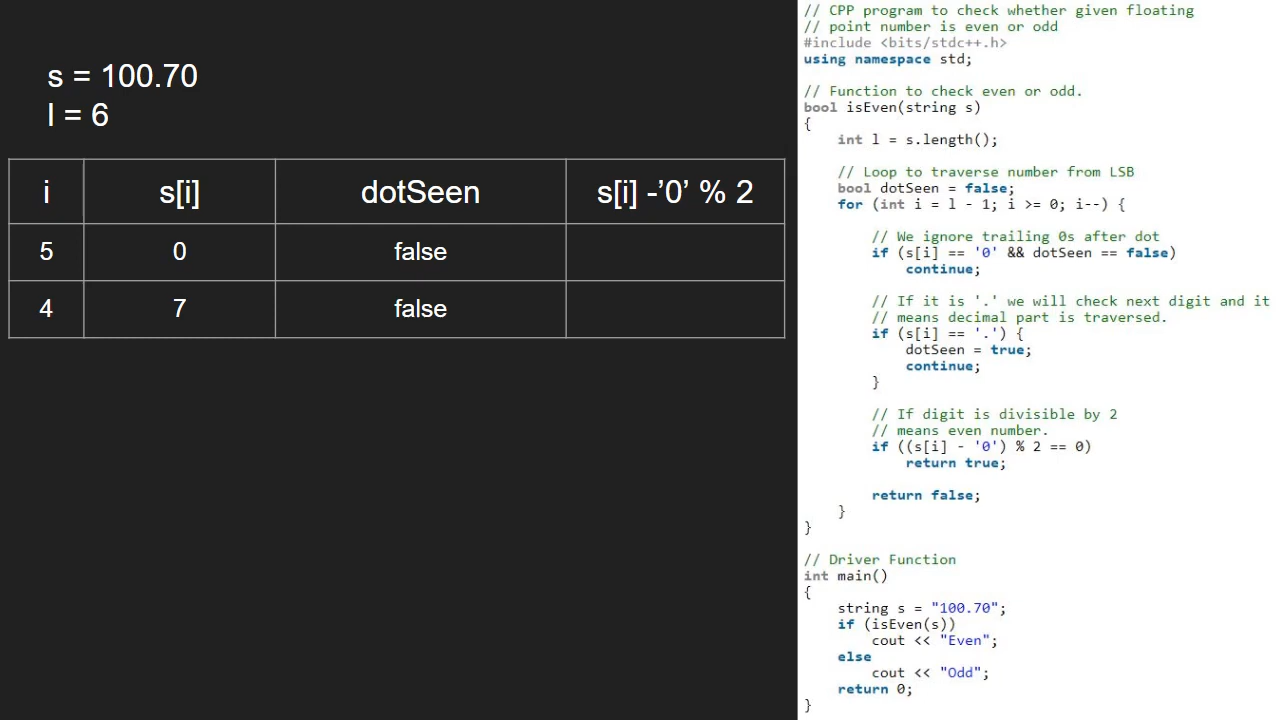 s = 100.70
l = 6
i s[i] dotSeen s[i] -’0’ % 2
5 0 false
4 7 false
// CPP program to check whether given floating
// point number is even or odd
#include <bits/stdc++.h>
using namespace std;
// Function to check even or odd.
bool isEven(string s)
{
int l = s.length();
// Loop to traverse number from LSB
bool dotSeen = false;
for (int i = l - 1; i >= 0; i--) {
// We ignore trailing 0s after dot
if (s[i] == '0' && dotSeen == false)
continue;
// If it is '.' we will check next digit and it
// means decimal part is traversed.
if (s[i] == '.') {
dotSeen = true;
continue;
}
// If digit is divisible by 2
// means even number.
if ((s[i] - '0') % 2 == 0)
return true;
return false;
}
}
// Driver Function
int main()
{
string s = "100.70";
if (isEven(s))
cout << "Even";
else
cout << "Odd";
return 0;
}